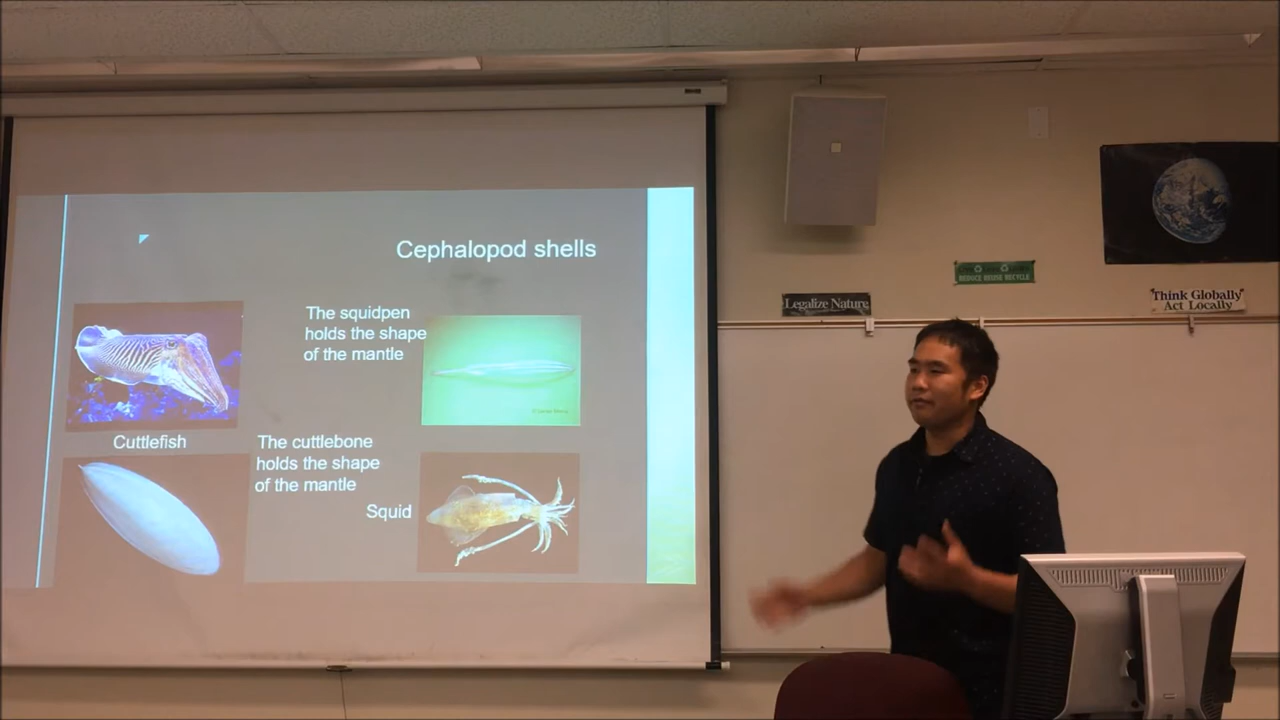 Cephalopod shells
The squidpen
holds the shape
of the mantle
Cuttlefish
The cuttlebone
holds the shape
of the mantle
Squid
Legalize Nature
REDUCE REUSE RECYCLE
Think Globally
Act Locally